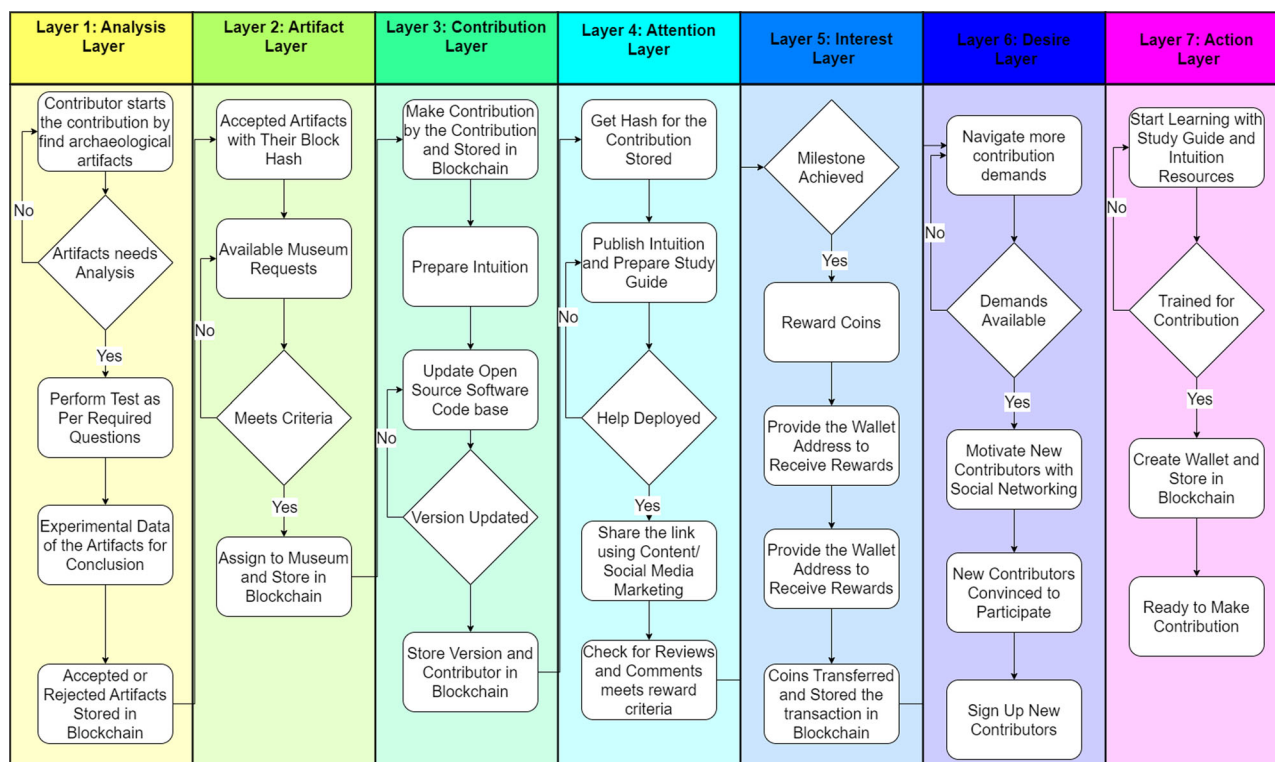 Layer 1: Analysis
Layer
Contributor starts
the contribution by
find archaeological
artifacts
No
Artifacts needs
Analysis
Yes
Perform Test as
Per Required
Questions
Experimental Data
of the Artifacts for
Conclusion
Accepted or
Rejected Artifacts
Stored in
Blockchain
Layer 2: Artifact
Layer
Accepted Artifacts
with Their Block
Hash
Available Museum
Requests
No
Meets Criteria
Yes
Assign to Museum
and Store in
Blockchain
Layer 3: Contribution
Layer
Make Contribution
by the Contribution
and Stored in
Blockchain
Prepare Intuition
Update Open
Source Software
Code base
No
Version Updated
Store Version and
Contributor in
Blockchain
Layer 4: Attention
Layer
Get Hash for the
Contribution
Stored
Publish Intuition
and Prepare Study
Guide
No
Help Deployed
Yes
Share the link
using Content/
Social Media
Marketing
Check for Reviews
and Comments
meets reward
criteria
Layer 5: Interest
Layer
Milestone
Achieved
Yes
Reward Coins
Provide the Wallet
Address to
Receive Rewards
Provide the Wallet
Address to
Receive Rewards
Coins Transferred
and Stored the
transaction in
Blockchain
Layer 6: Desire
Layer
Navigate more
contribution
demands
No
Demands
Available
Yes
Motivate New
Contributors with
Social Networking
New Contributors
Convinced to
Participate
Sign Up New
Contributors
Layer 7: Action
Layer
Start Learning with
Study Guide and
Intuition
Resources
No
Trained for
Contribution
Yes
Create Wallet and
Store in
Blockchain
Ready to Make
Contribution